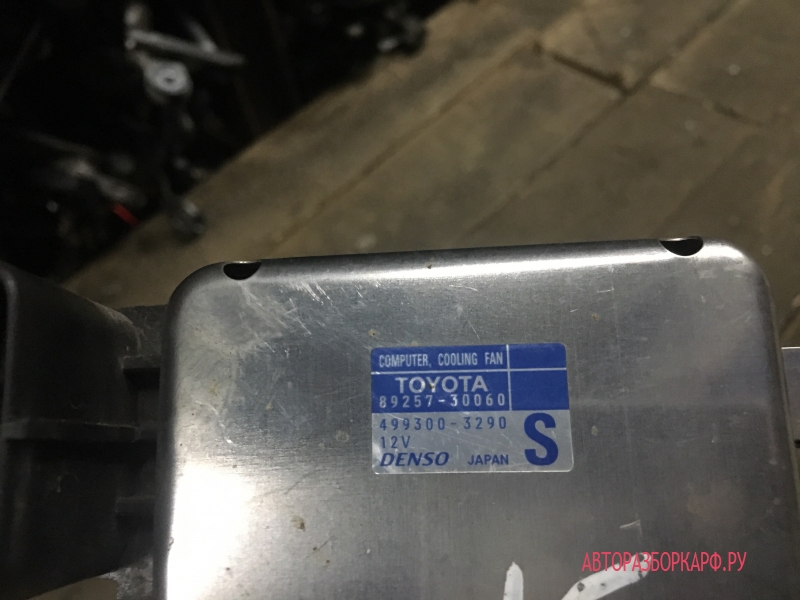 COMPUTER, COOLING FAN
TOYOTA
89257-30060
499300-3290
12V
S
DENSO JAPAN
АВТОРАЗБОРКАРФ.РУ